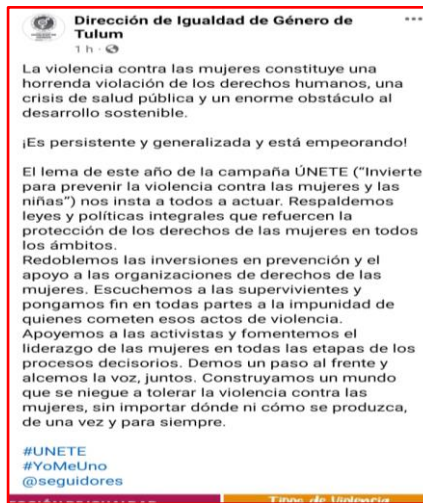 Dirección de Igualdad de Género de
Tulum
1 h ·
La violencia contra las mujeres constituye una
horrenda violación de los derechos humanos, una
crisis de salud pública y un enorme obstáculo al
desarrollo sostenible.
¡Es persistente y generalizada y está empeorando!
El lema de este año de la campaña ÚNETE ("Invierte
para prevenir la violencia contra las mujeres y las
niñas") nos insta a todos a actuar. Respaldemos
leyes y políticas integrales que refuercen la
protección de los derechos de las mujeres en todos
los ámbitos.
Redoblemos las inversiones en prevención y el
apoyo a las organizaciones de derechos de las
mujeres. Escuchemos a las supervivientes y
pongamos fin en todas partes a la impunidad de
quienes cometen esos actos de violencia.
Apoyemos a las activistas y fomentemos el
liderazgo de las mujeres en todas las etapas de los
procesos decisorios. Demos un paso al frente y
alcemos la voz, juntos. Construyamos un mundo
que se niegue a tolerar la violencia contra las
mujeres, sin importar dónde ni cómo se produzca,
de una vez y para siempre.
#UNETE
#YoMeUno
@seguidores
Tipos de Violencia